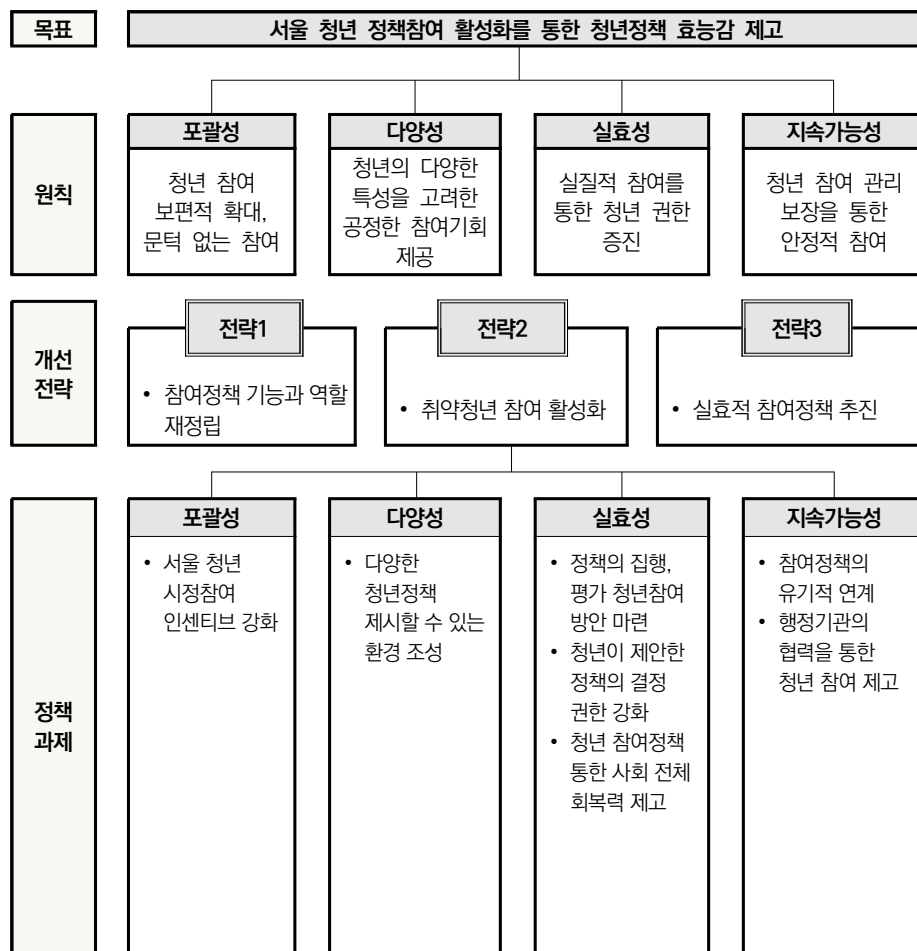 목표
서울 청년 정책참여 활성화를 통한 청년정책 효능감 제고
원칙
포괄성
청년 참여
보편적 확대,
문턱 없는 참여
다양성
청년의 다양한
특성을 고려한
공정한 참여기회
제공
실효성
실질적 참여를
통한 청년 권한
증진
지속가능성
청년 참여 관리
보장을 통한
안정적 참여
개선
전략
전략1
• 참여정책 기능과 역할
재정립
전략2
• 취약청년 참여 활성화
전략3
• 실효적 참여정책 추진
정책
과제
포괄성
• 서울 청년
시정참여
인센티브 강화
다양성
• 다양한
청년정책
제시할 수 있는
환경 조성
실효성
• 정책의 집행,
평가 청년참여
방안 마련
• 청년이 제안한
정책의 결정
권한 강화
• 청년 참여정책
통한 사회 전체
회복력 제고
지속가능성
• 참여정책의
유기적 연계
• 행정기관의
협력을 통한
청년 참여 제고